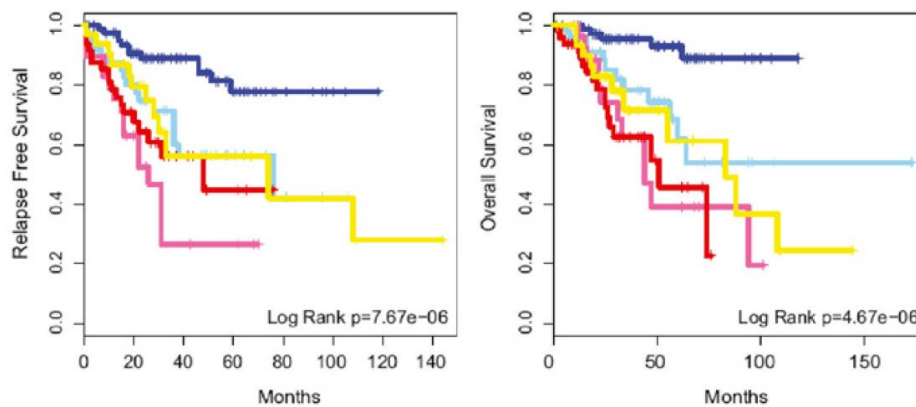 Relapse Free Survival
1.0
0.8
0.6
0.4
0.2
0.0
Log Rank p=7.67e-06
0 20 40 60 80 100 120 140
Months
Overall Survival
1.0
0.8
0.6
0.4
0.2
0.0
Log Rank p=4.67e-06
0 50 100 150
Months